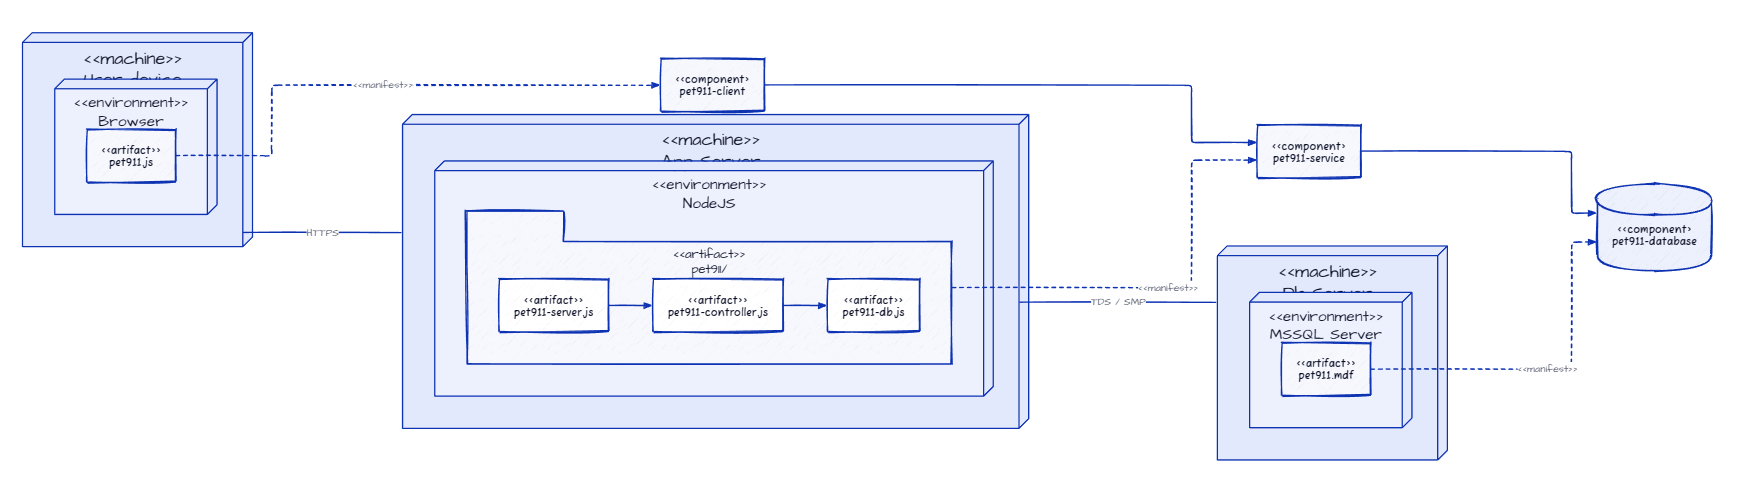 <<machine>>
User device
<<environment>>
Browser
<<artifact>>
pet911.js
<<manifest>>
<<component>
pet911-client
HTTPS
<<machine>>
App Server
<<environment>>
NodeJS
<<artifact>>
pet911/
<<artifact>>
pet911-server.js
<<artifact>>
pet911-controller.js
<<artifact>>
pet911-db.js
<<manifest>>
TDS / SMP
<<component>
pet911-service
<<component>
pet911-database
<<machine>>
Db Server
<<environment>>
MSSQL Server
<<artifact>>
pet911.mdf
<<manifest>>